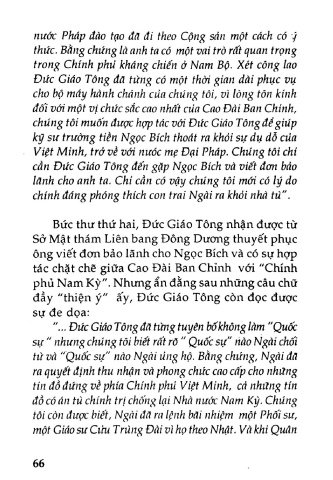 nước Pháp đào tạo đã đi theo Cộng sản một cách có ý
thức. Bằng chứng là anh ta có một vai trò rất quan trọng
trong Chính phủ kháng chiến ở Nam Bộ. Xét công lao
Đức Giáo Tông đã từng có một thời gian dài phục vụ
cho bộ máy hành chánh của chúng tôi, vì lòng tôn kính
đối với một vị chức sắc cao nhất của Cao Đài Ban Chỉnh,
chúng tôi muốn được hợp tác với Đức Giáo Tông để giúp
kỹ sư trưởng tiền Ngọc Bích thoát ra khỏi sự dụ dỗ của
Việt Minh, trở về với nước mẹ Đại Pháp. Chúng tôi chỉ
cần Đức Giáo Tông đến gặp Ngọc Bích và viết đơn bảo
lãnh cho anh ta. Chỉ cần có vậy chúng tôi mới có lý do
chính đáng phóng thích con trai Ngài ra khỏi nhà tù".
Bức thư thứ hai, Đức Giáo Tông nhận được từ
Sở Mật thám Liên bang Đông Dương thuyết phục
ông viết đơn bảo lãnh cho Ngọc Bích và có sự hợp
tác chặt chẽ giữa Cao Đài Ban Chỉnh với "Chính
phủ Nam Kỳ". Nhưng ẩn đằng sau những câu chữ
đầy "thiện ý" ấy, Đức Giáo Tông còn đọc được
sự đe dọa:
"... Đức Giáo Tông đã từng tuyên bố không làm "Quốc
sự" nhưng chúng tôi biết rất rõ "Quốc sự" nào Ngài chối
từ và "Quốc sự" nào Ngài ủng hộ. Bằng chứng, Ngài đã
ra quyết định thu nhận và phong chức cao cấp cho những
tín đồ đứng về phía Chính phủ Việt Minh, cả những tín
đồ có án tù chính trị chống lại Nhà nước Nam Kỳ. Chúng
tôi còn được biết, Ngài đã ra lệnh bãi nhiệm một Phối sư,
một Giáo sư Cửu Trùng Đài vì họ theo Nhật. Và khi Quân
66